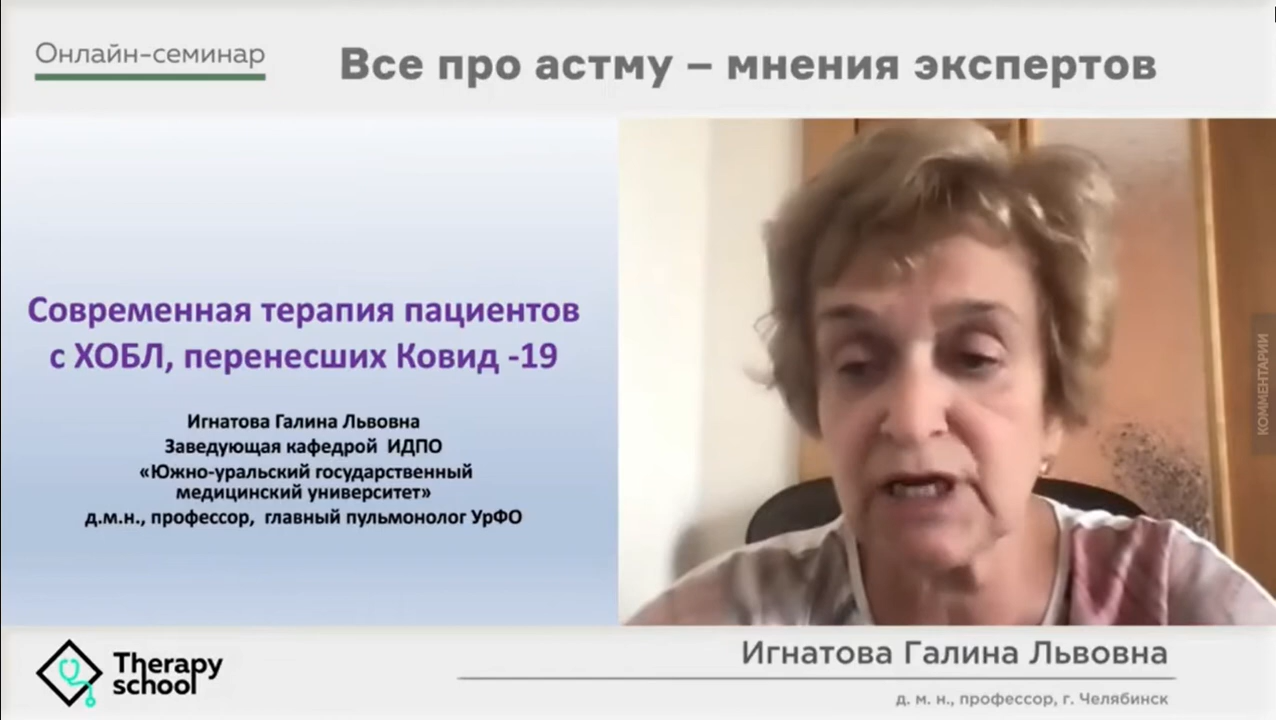 Онлайн-семинар
Все про астму – мнения экспертов
Современная терапия пациентов
с ХОБЛ, перенесших Ковид -19
Игнатова Галина Львовна
Заведующая кафедрой ИДПО
«Южно-уральский государственный
медицинский университет»
д.м.н., профессор, главный пульмонолог УрФО
КОММЕНТАРИИ
Therapy
school
Игнатова Галина Львовна
д. м. н., профессор, г. Челябинск